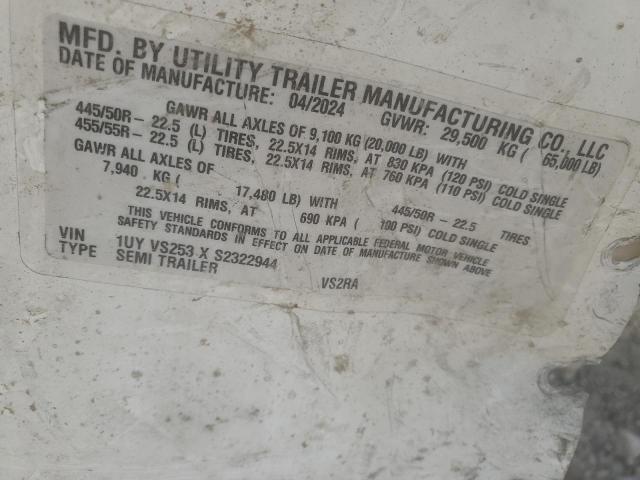 MFD. BY UTILITY TRAILER MANUFACTURING CO., LLC
DATE OF MANUFACTURE: 04/2024 GVWR: 29,500 KG ( 65,000 LB)
GAWR ALL AXLES OF 9,100 KG (20,000 LB) WITH
445/50R – 22.5 (L) TIRES, 22.5X14 RIMS, AT 830 KPA (120 PSI) COLD SINGLE
455/55R – 22.5 (L) TIRES, 22.5X14 RIMS, AT 760 KPA (110 PSI) COLD SINGLE
GAWR ALL AXLES OF
7,940 KG ( 17,480 LB) WITH 445/50R – 22.5 TIRES
22.5X14 RIMS, AT 690 KPA ( 100 PSI) COLD SINGLE
THIS VEHICLE CONFORMS TO ALL APPLICABLE FEDERAL MOTOR VEHICLE
SAFETY STANDARDS IN EFFECT ON DATE OF MANUFACTURE SHOWN ABOVE
VIN 1UY VS253 X S2322944
TYPE SEMI TRAILER VS2RA